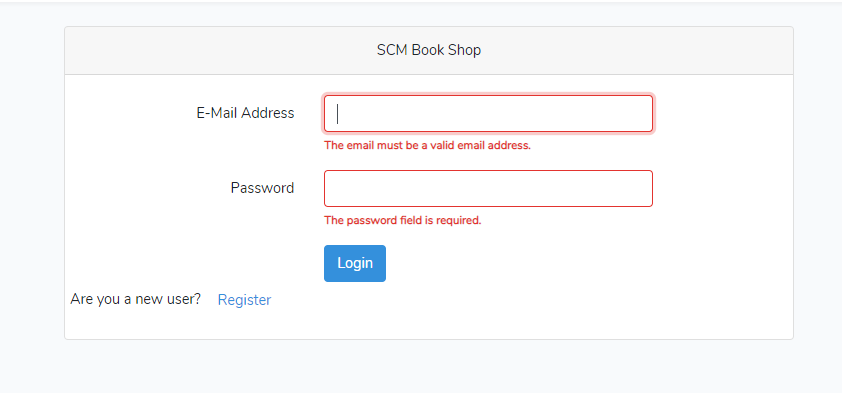 SCM Book Shop
E-Mail Address
The email must be a valid email address.
Password
The password field is required.
Login
Are you a new user? Register